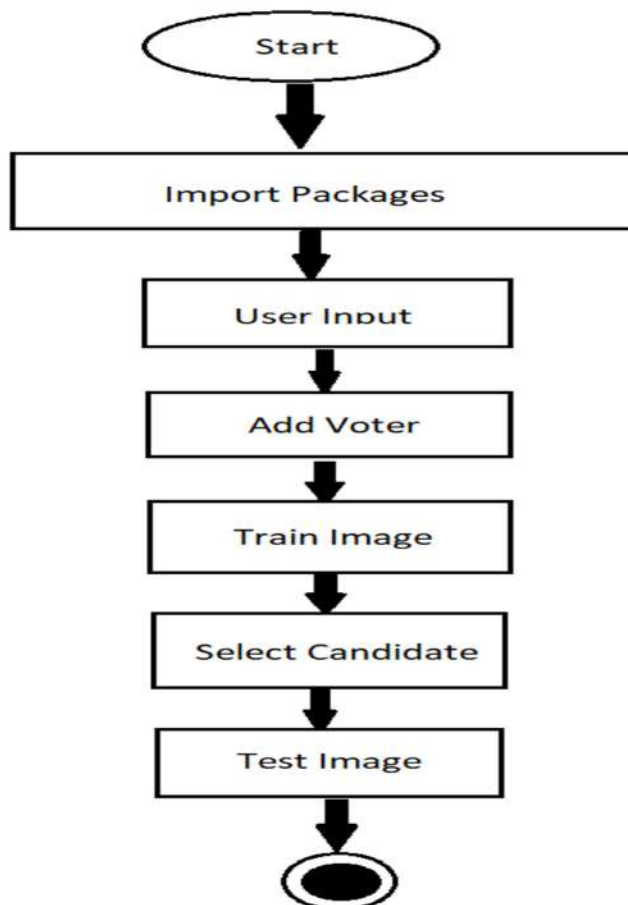 Start
Import Packages
User Input
Add Voter
Train Image
Select Candidate
Test Image